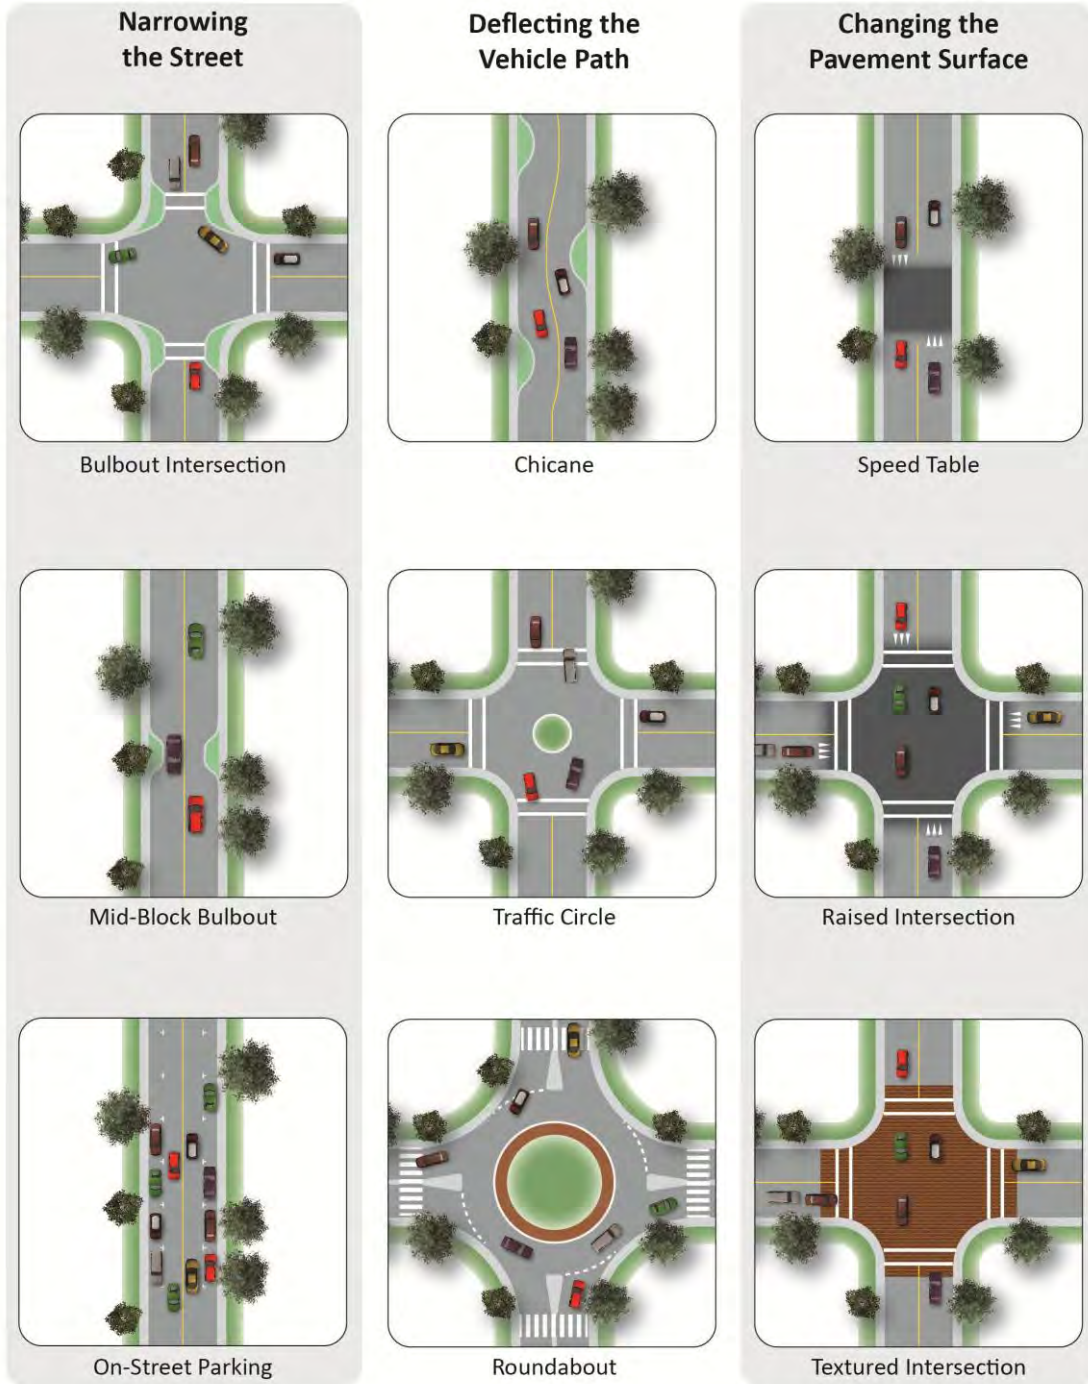 Narrowing
the Street
Deflecting the
Vehicle Path
Changing the
Pavement Surface
Bulbout Intersection
Chicane
Speed Table
Mid-Block Bulbout
Traffic Circle
Raised Intersection
On-Street Parking
Roundabout
Textured Intersection